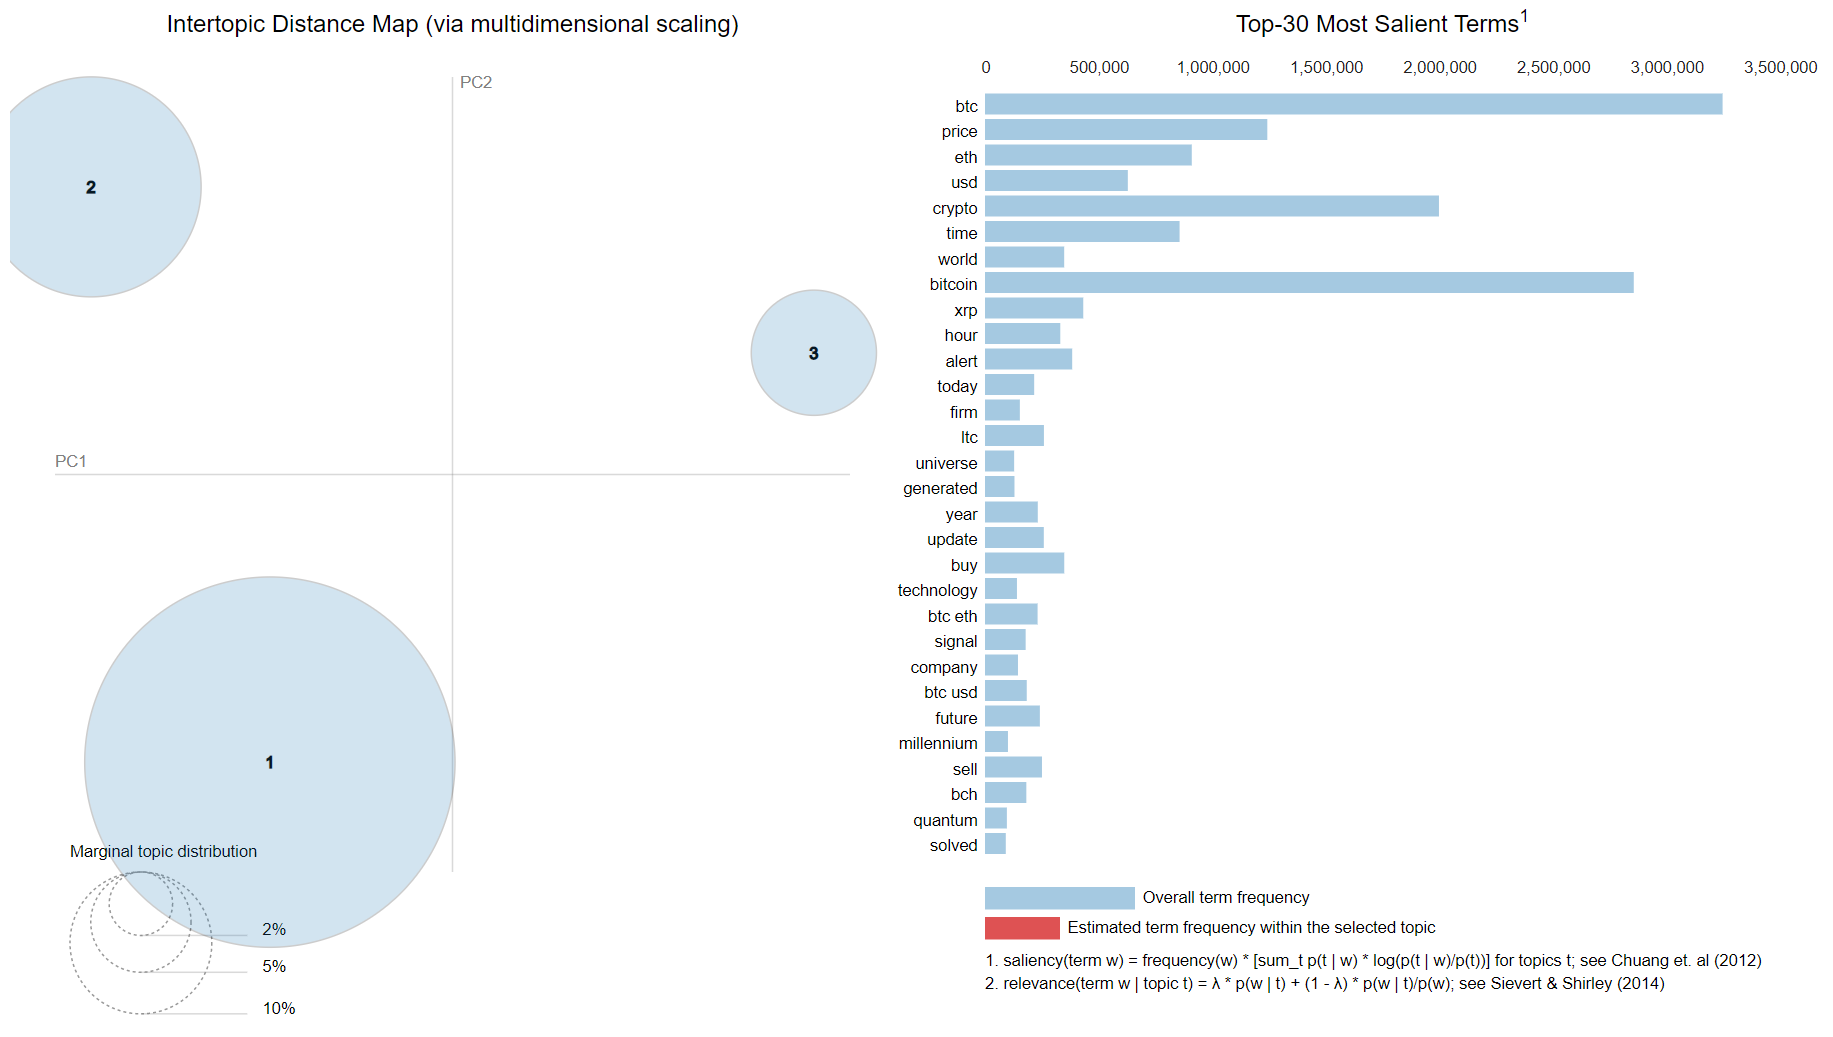 Intertopic Distance Map (via multidimensional scaling)
PC2
PC1
2
3
1
Marginal topic distribution
2%
5%
10%
Top-30 Most Salient Terms1
0 500,000 1,000,000 1,500,000 2,000,000 2,500,000 3,000,000 3,500,000
btc
price
eth
usd
crypto
time
world
bitcoin
xrp
hour
alert
today
firm
ltc
universe
generated
year
update
buy
technology
btc eth
signal
company
btc usd
future
millennium
sell
bch
quantum
solved
Overall term frequency
Estimated term frequency within the selected topic
1. saliency(term w) = frequency(w) * [sum_t p(t | w) * log(p(t | w)/p(t))] for topics t; see Chuang et. al (2012)
2. relevance(term w | topic t) = λ * p(w | t) + (1 - λ) * p(w | t)/p(w); see Sievert & Shirley (2014)